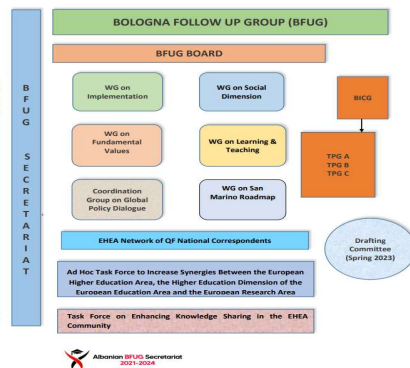 BOLOGNA FOLLOW UP GROUP (BFUG)
BFUG BOARD
BFUG SECRETARIAT
WG on
Implementation
WG on Social
Dimension
BICG
WG on
Fundamental
Values
WG on Learning &
Teaching
TPG A
TPG B
TPG C
Coordination
Group on Global
Policy Dialogue
WG on San
Marino Roadmap
EHEA Network of QF National Correspondents
Drafting
Committee
(Spring 2023)
Ad Hoc Task Force to Increase Synergies Between the European
Higher Education Area, the Higher Education Dimension of the
European Education Area and the European Research Area
Task Force on Enhancing Knowledge Sharing in the EHEA
Community
Albanian BFUG Secretariat
2021-2024